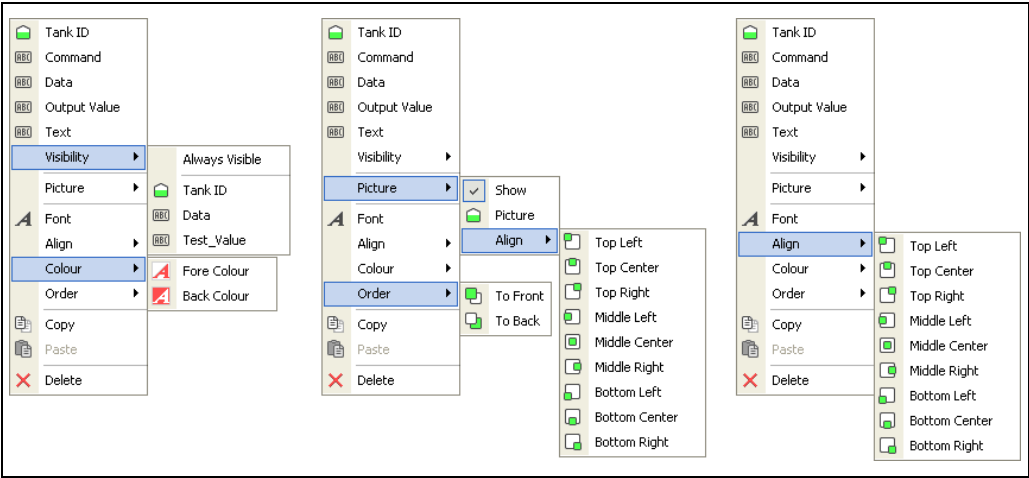 Tank ID
Command
Data
Output Value
Text
Visibility
Picture
Font
Align
Colour
Order
Copy
Paste
Delete
Always Visible
Tank ID
Data
Test_Value
Fore Colour
Back Colour
Tank ID
Command
Data
Output Value
Text
Visibility
Picture
Font
Align
Colour
Order
Copy
Paste
Delete
Show
Picture
Align
To Front
To Back
Top Left
Top Center
Top Right
Middle Left
Middle Center
Middle Right
Bottom Left
Bottom Center
Bottom Right
Tank ID
Command
Data
Output Value
Text
Visibility
Picture
Font
Align
Colour
Order
Copy
Paste
Delete
Top Left
Top Center
Top Right
Middle Left
Middle Center
Middle Right
Bottom Left
Bottom Center
Bottom Right